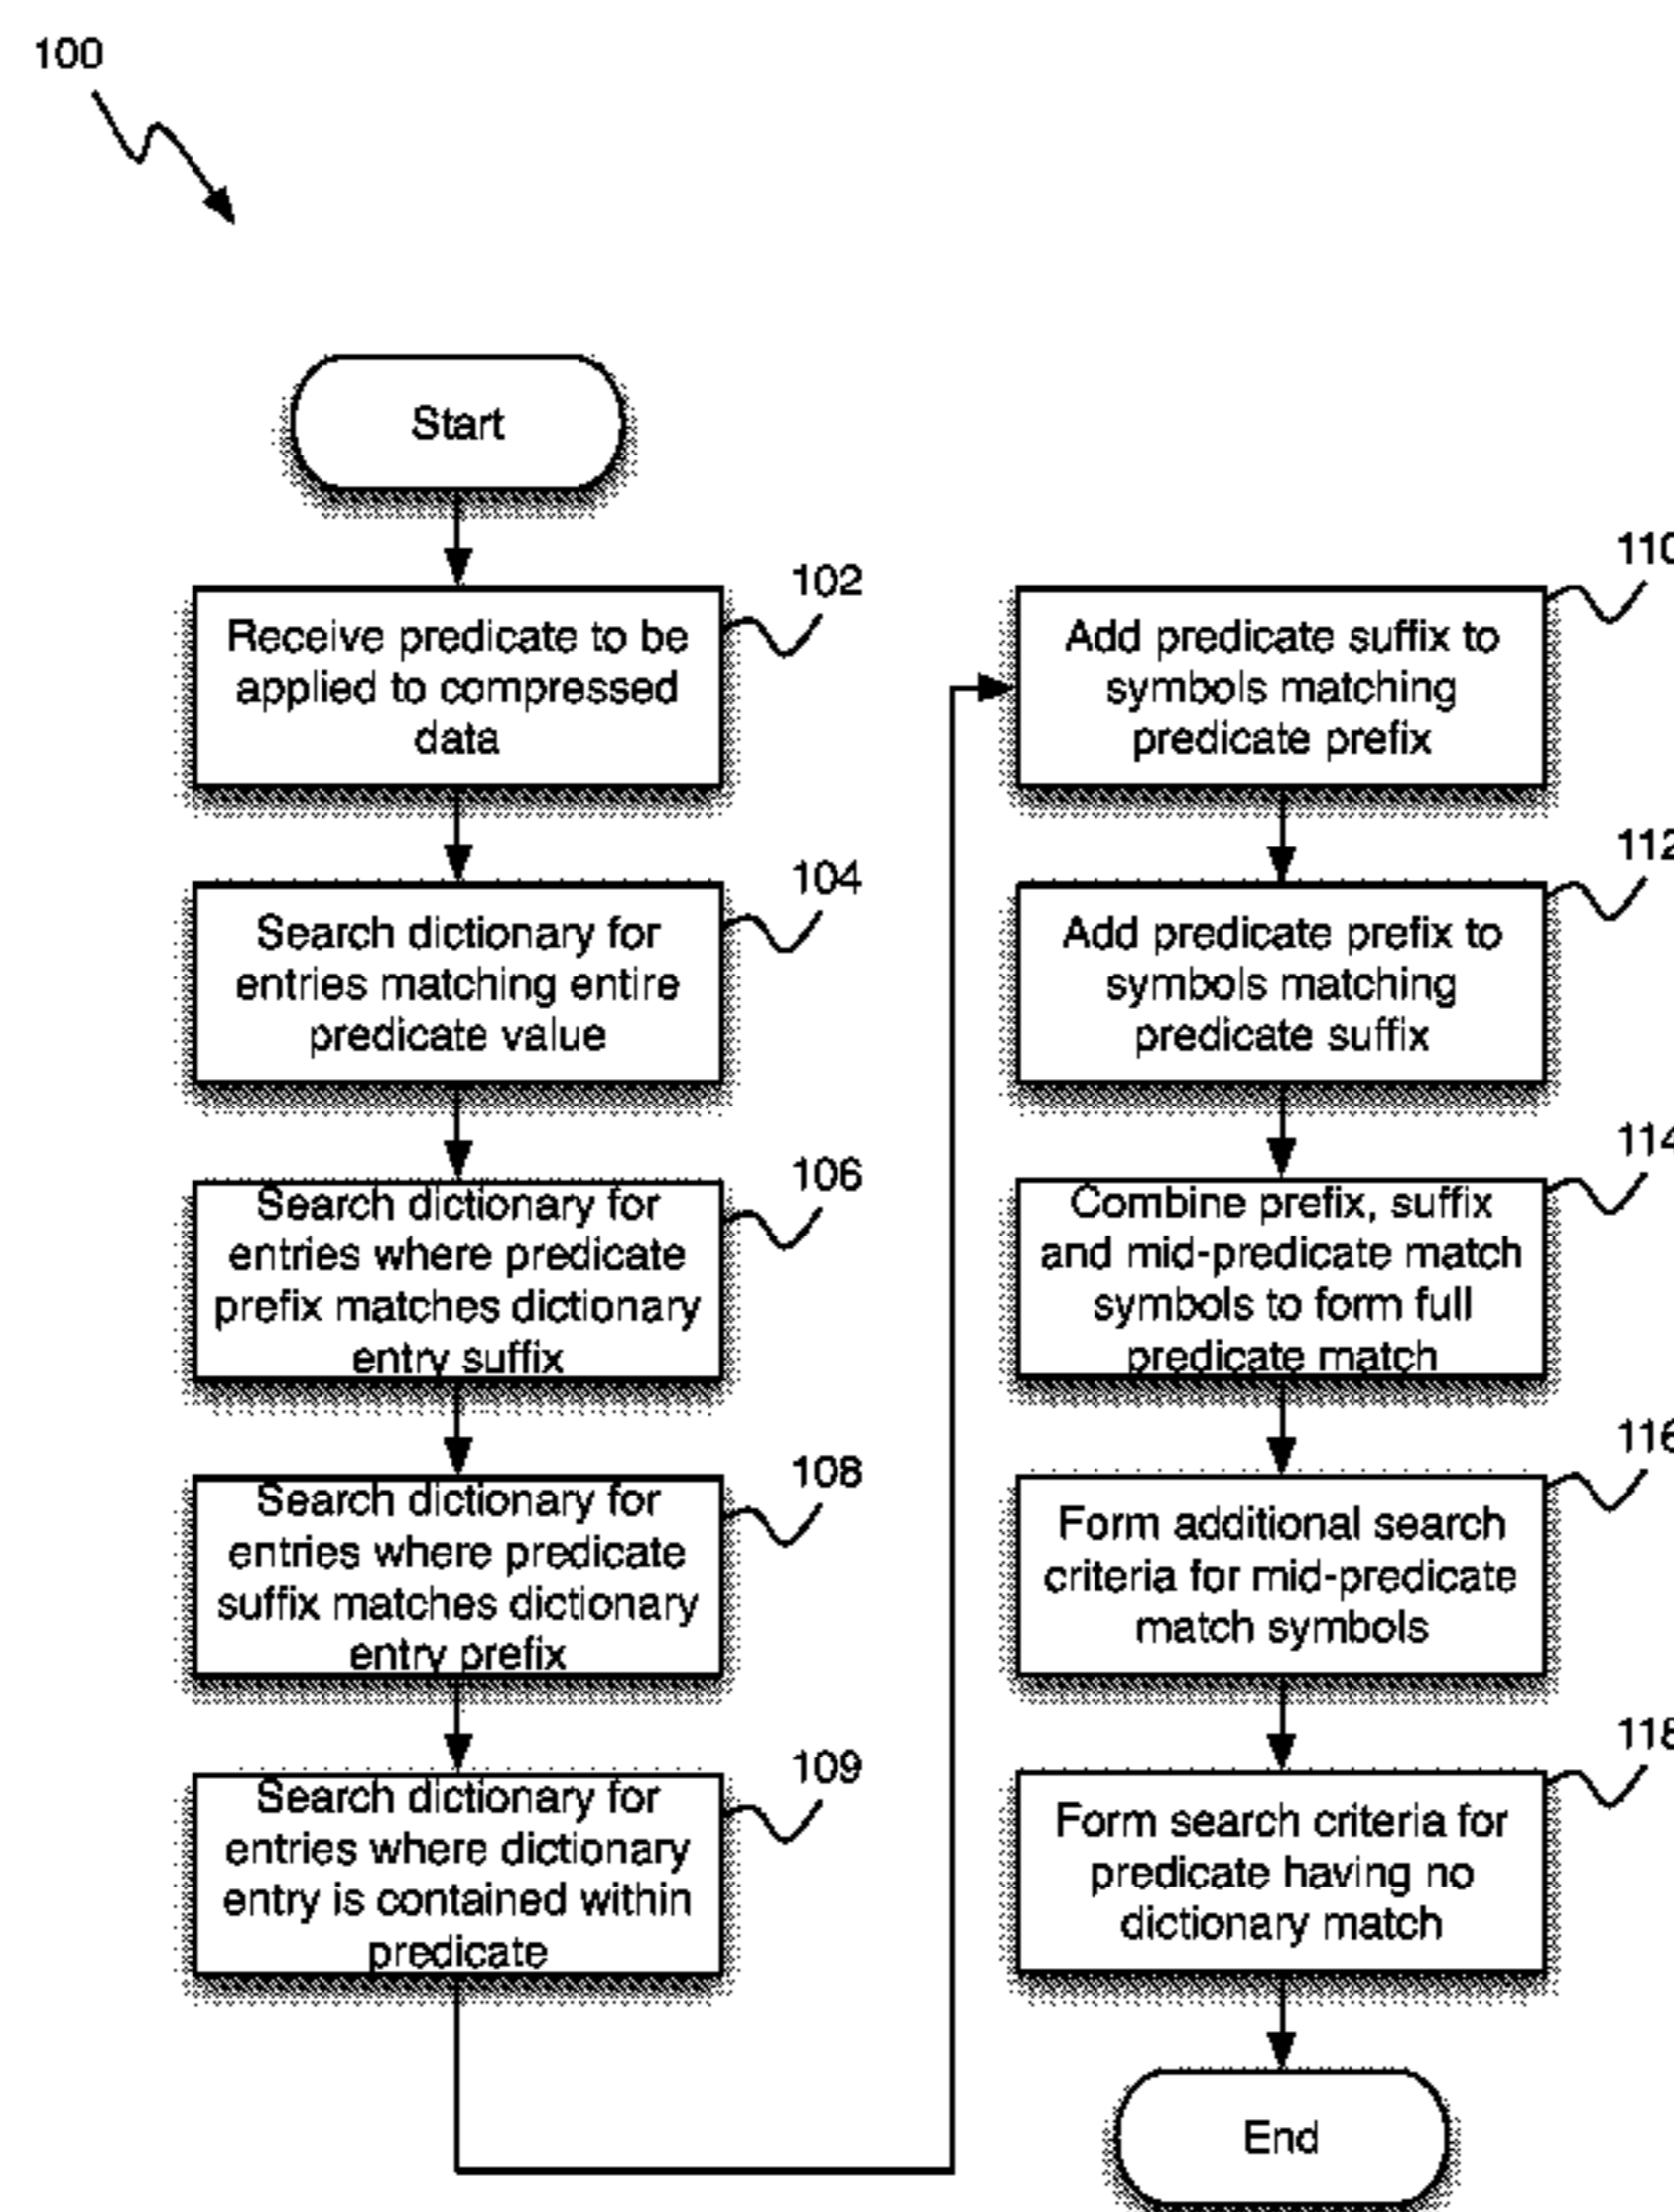 100
Start
102
Receive predicate to be
applied to compressed
data
104
Search dictionary for
entries matching entire
predicate value
106
Search dictionary for
entries where predicate
prefix matches dictionary
entry suffix
108
Search dictionary for
entries where predicate
suffix matches dictionary
entry prefix
109
Search dictionary for
entries where dictionary
entry is contained within
predicate
110
Add predicate suffix to
symbols matching
predicate prefix
112
Add predicate prefix to
symbols matching
predicate suffix
114
Combine prefix, suffix
and mid-predicate match
symbols to form full
predicate match
116
Form additional search
criteria for mid-predicate
match symbols
118
Form search criteria for
predicate having no
dictionary match
End